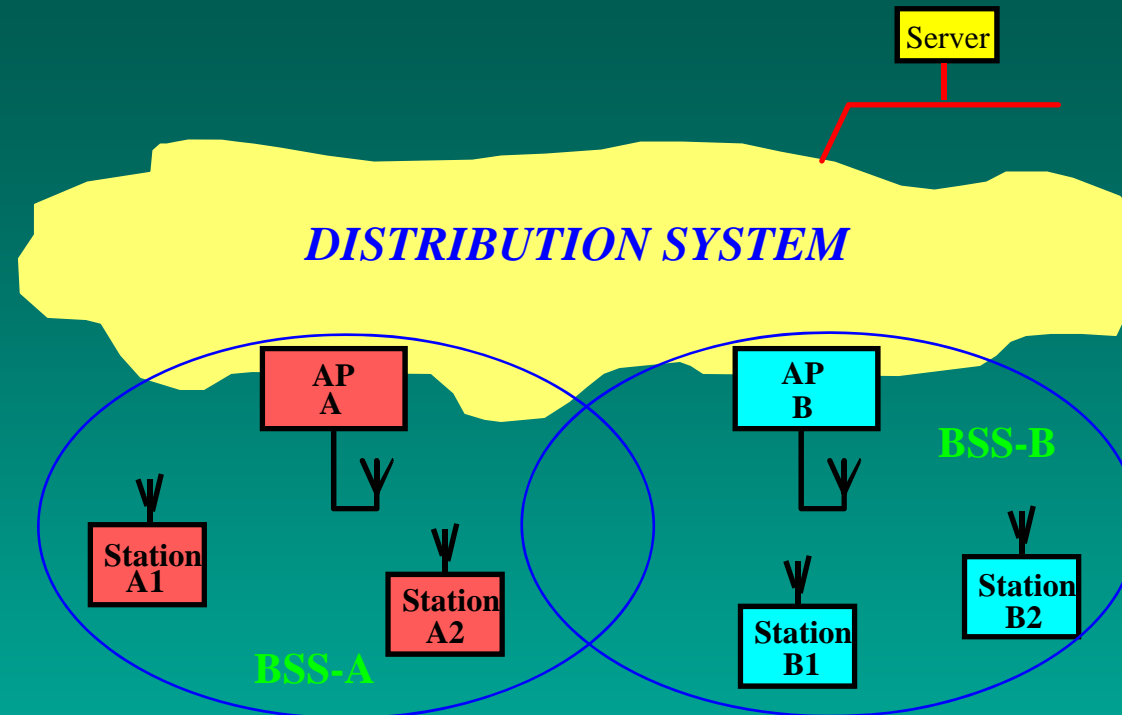 Server
DISTRIBUTION SYSTEM
AP
A
AP
B
BSS-B
Station
A1
Station
A2
Station
B1
Station
B2
BSS-A